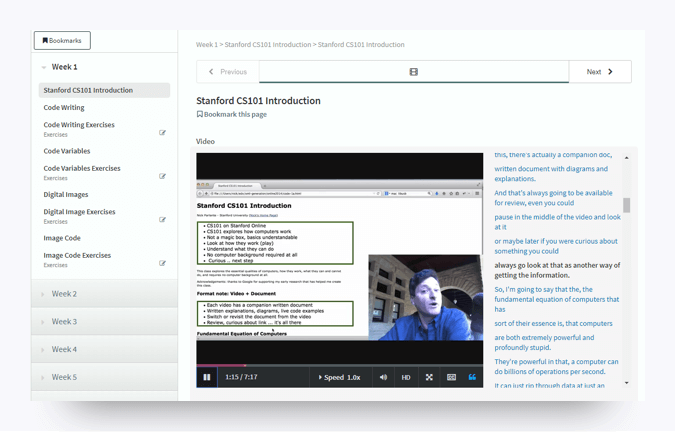 Bookmarks
Week 1
Stanford CS101 Introduction
Code Writing
Code Writing Exercises
Exercises
Code Variables
Code Variables Exercises
Exercises
Digital Images
Digital Image Exercises
Exercises
Image Code
Image Code Exercises
Exercises
Week 2
Week 3
Week 4
Week 5
Week 1 > Stanford CS101 Introduction > Stanford CS101 Introduction
Previous
Next
Stanford CS101 Introduction
Bookmark this page
Video
Stanford CS101 Introduction
• CS101 on Stanford Online
• CS101 explores how computers work
• Not a magic box, basics understandable
• Look at how they work (play)
• Understand what they can do
• No computer background required at all
• Curious .. next step
Format note: Video + Document
• Each video has a companion written document
• Written explanations, diagrams, live code examples
• Switch or revisit the document from the video
• Review, curious about link ... it's all there
Fundamental Equation of Computers
1:15 / 7:17
Speed 1.0x
HD
this, there's actually a companion doc,
written document with diagrams and
explanations.
And that's always going to be available
for review, even you could
pause in the middle of the video and look
at it
or maybe later if you were curious about
something you could
always go look at that as another way of
getting the information.
So, I'm going to say that the, the
fundamental equation of computers that
has
sort of their essence is, that computers
are both extremely powerful and
profoundly stupid.
They're powerful in that, a computer can
do billions of operations per second.
It can just rip through data at just an